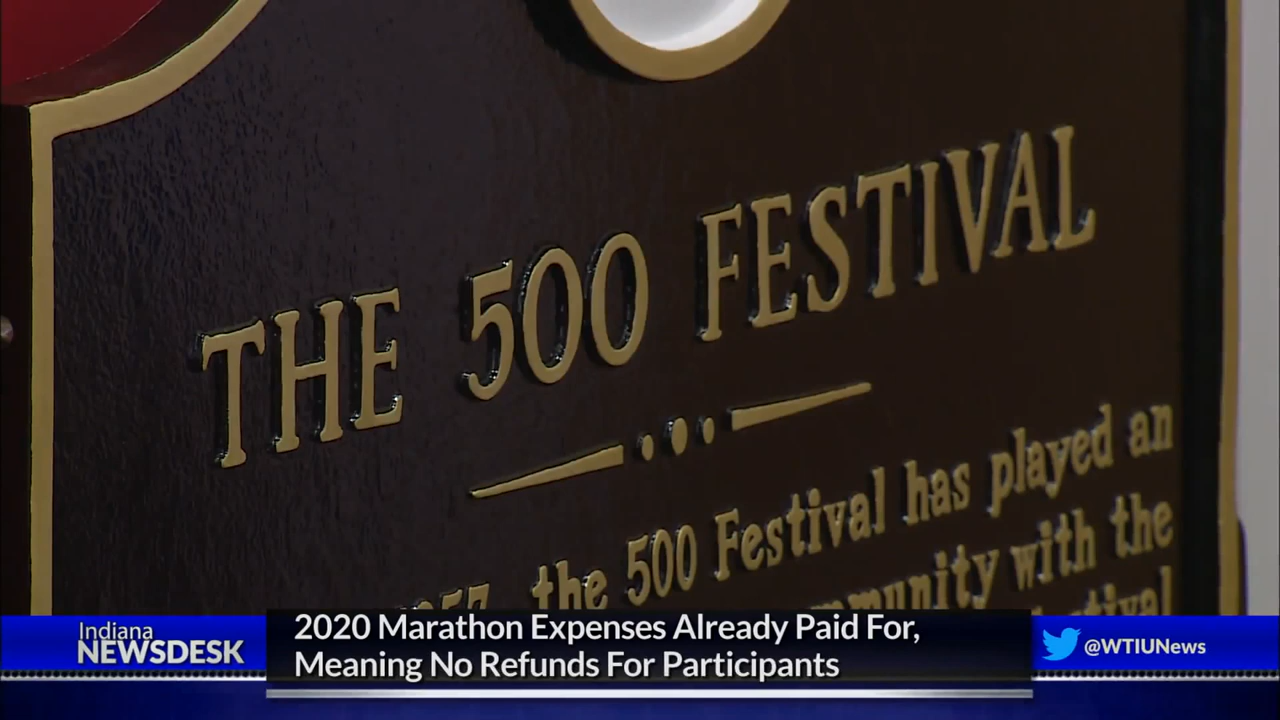 THE 500 FESTIVAL
the 500 Festival has played an
with the
Indiana
NEWSDESK
2020 Marathon Expenses Already Paid For,
Meaning No Refunds For Participants
@WTIUNews